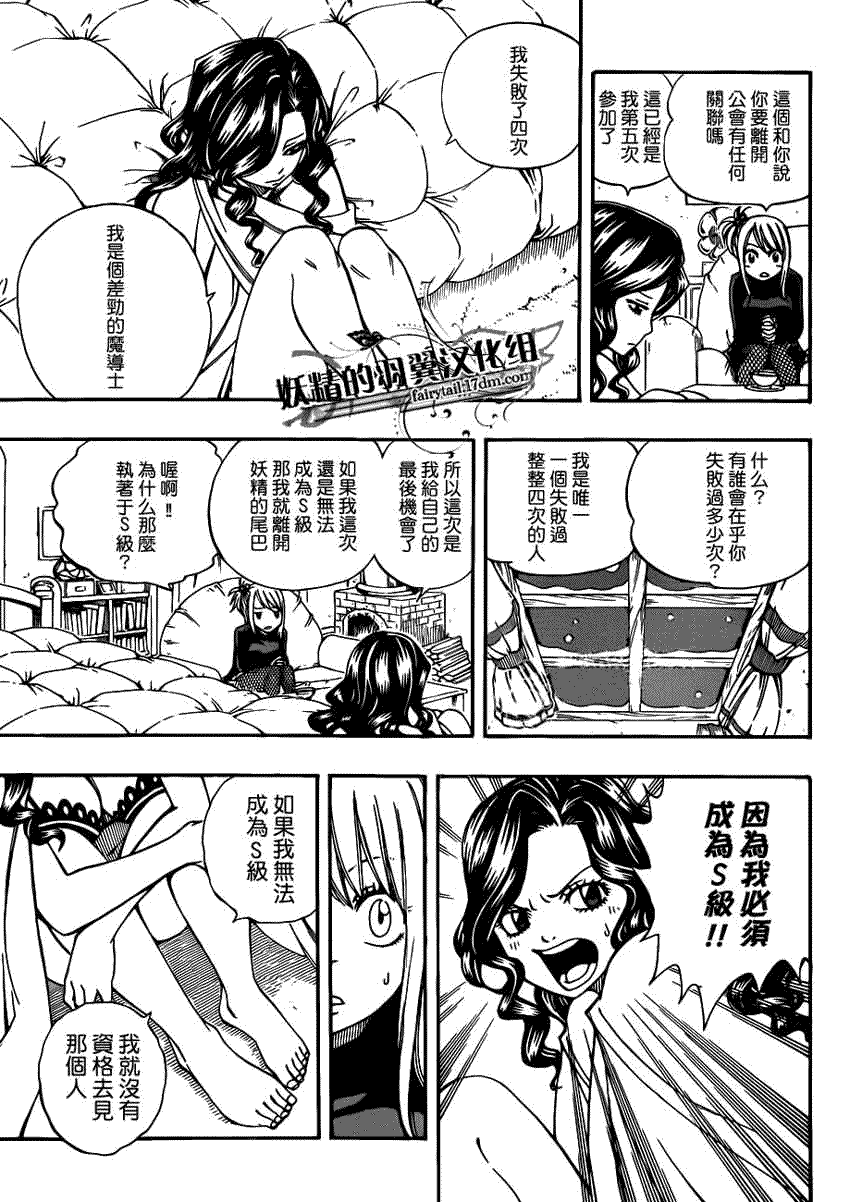 這個和你說
你要離開
公會有任何
關聯嗎
這已經是
我第五次
參加了
我失敗了四次
我是個差勁的魔導士
妖精的羽翼汉化组
fairytail.17dm.com
什么？
有誰會在乎你
失敗過多少次？
我是唯一
一個失敗過
整整四次的人
所以這次是
我給自己的
最後機會了
如果我這次
還是無法
成為S級
那我就離開
妖精的尾巴
喔啊!!
為什么那麼
執著于S級？
因為我必須
成為S級!!
如果我無法
成為S級
我就沒有
資格去見
那個人